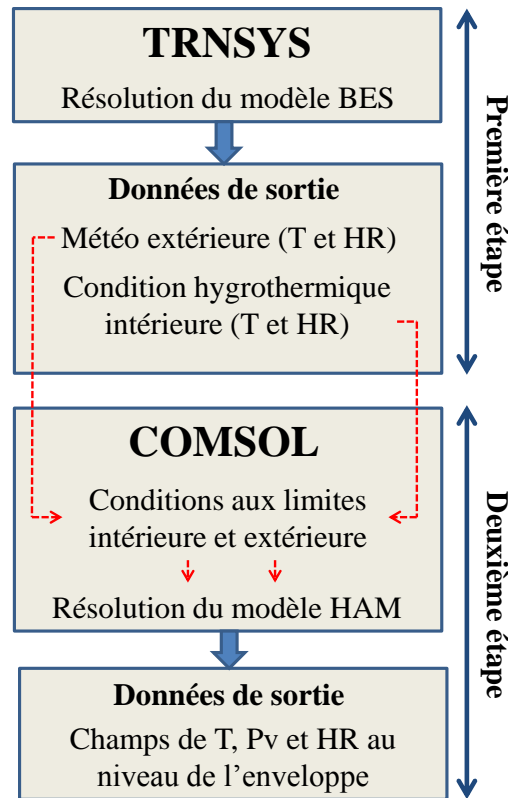 TRNSYS
Résolution du modèle BES
Données de sortie
Météo extérieure (T et HR)
Condition hygrothermique
intérieure (T et HR)
Première étape
COMSOL
Conditions aux limites
intérieure et extérieure
Résolution du modèle HAM
Données de sortie
Champs de T, Pv et HR au
niveau de l’enveloppe
Deuxième étape